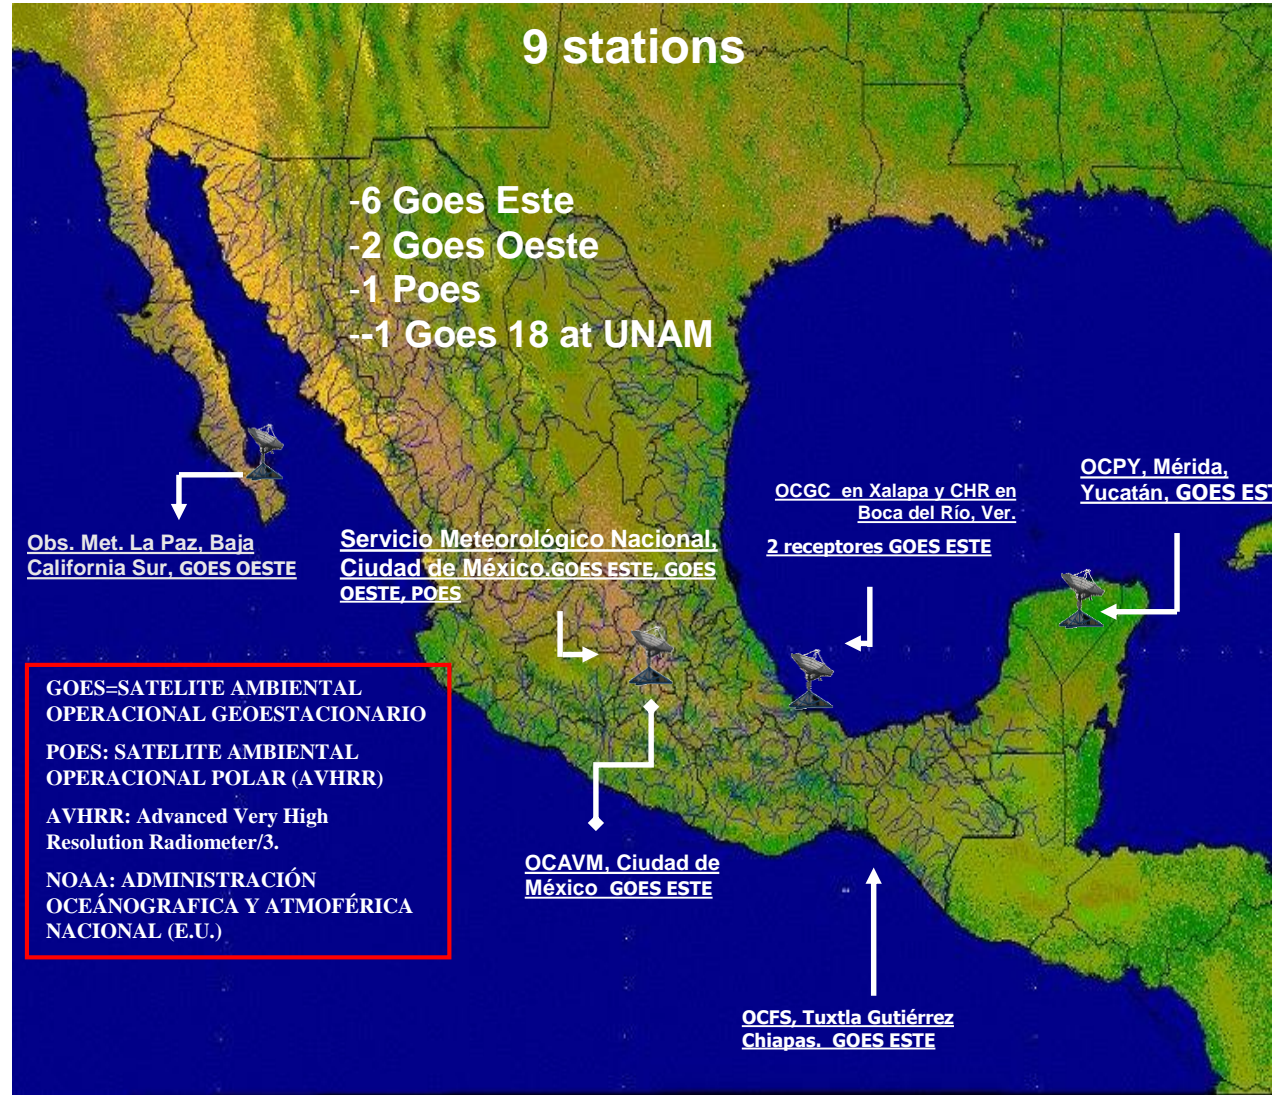 9 stations
-6 Goes Este
-2 Goes Oeste
-1 Poes
--1 Goes 18 at UNAM
Obs. Met. La Paz, Baja
California Sur, GOES OESTE
Servicio Meteorológico Nacional,
Ciudad de México.GOES ESTE, GOES
OESTE, POES
OCGC en Xalapa y CHR en
Boca del Río, Ver.
2 receptores GOES ESTE
OCPY, Mérida,
Yucatán, GOES EST
GOES=SATELITE AMBIENTAL
OPERACIONAL GEOESTACIONARIO
POES: SATELITE AMBIENTAL
OPERACIONAL POLAR (AVHRR)
AVHRR: Advanced Very High
Resolution Radiometer/3.
NOAA: ADMINISTRACIÓN
OCEÁNOGRAFICA Y ATMOFÉRICA
NACIONAL (E.U.)
OCAVM, Ciudad de
México GOES ESTE
OCFS, Tuxtla Gutiérrez
Chiapas. GOES ESTE